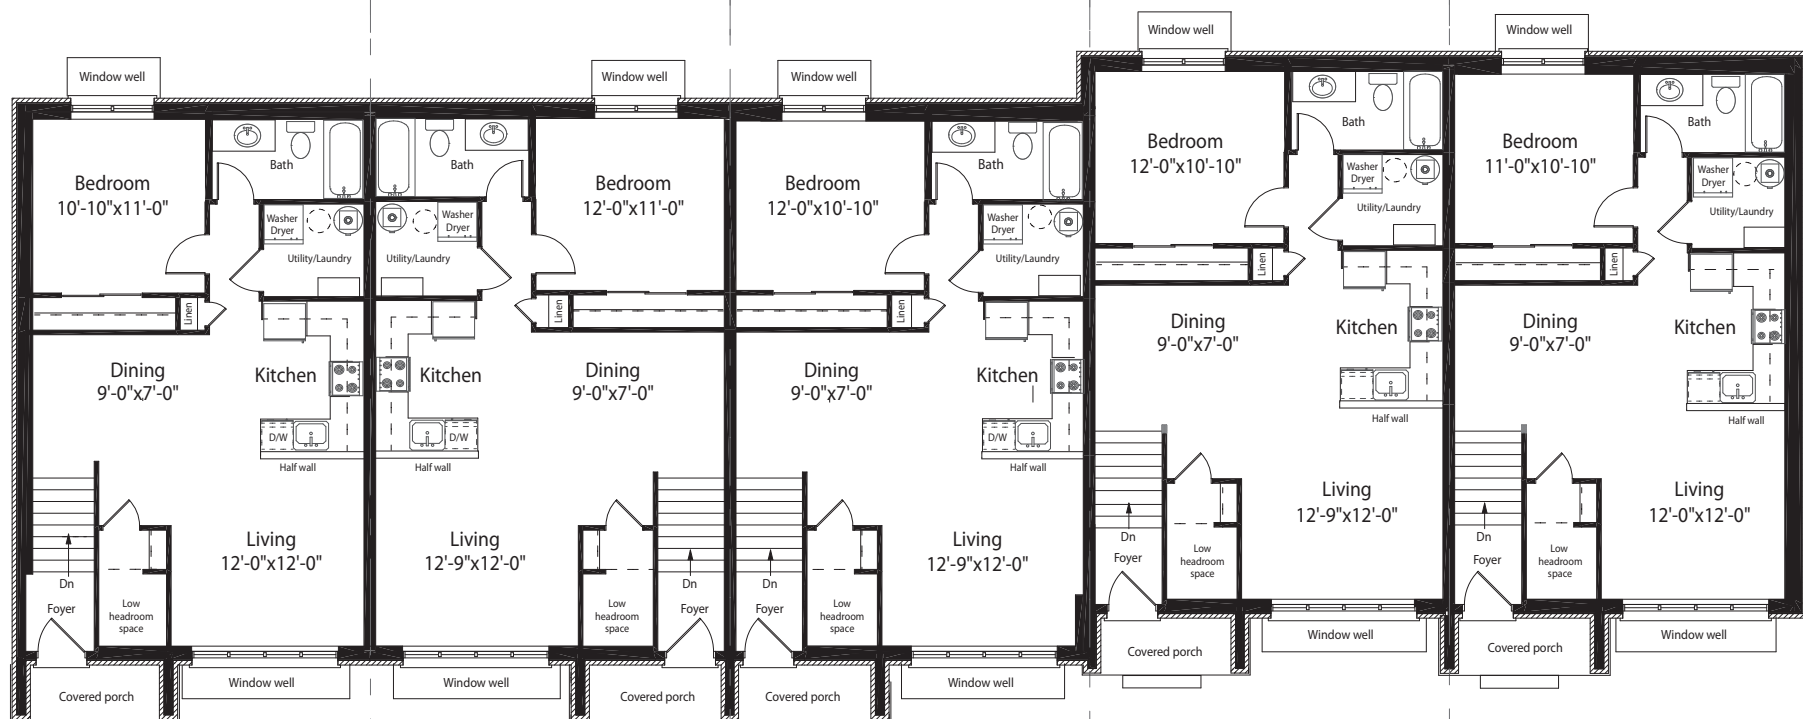 Window well
Bedroom
10'-10"x11'-0"
Bath
Washer
Dryer
Utility/Laundry
Linen
Dining
9'-0"x7'-0"
Kitchen
D/W
Half wall
Living
12'-0"x12'-0"
Dn
Foyer
Low
headroom
space
Covered porch
Window well
Window well
Bath
Bedroom
12'-0"x11'-0"
Washer
Dryer
Utility/Laundry
Linen
Kitchen
Dining
9'-0"x7'-0"
D/W
Half wall
Living
12'-9"x12'-0"
Dn
Low
headroom
space
Foyer
Window well
Covered porch
Window well
Bedroom
12'-0"x10'-10"
Bath
Washer
Dryer
Utility/Laundry
Linen
Dining
9'-0"x7'-0"
Kitchen
D/W
Half wall
Living
12'-9"x12'-0"
Dn
Foyer
Low
headroom
space
Covered porch
Window well
Window well
Bedroom
12'-0"x10'-10"
Bath
Washer
Dryer
Utility/Laundry
Linen
Dining
9'-0"x7'-0"
Kitchen
Half wall
Living
12'-9"x12'-0"
Dn
Foyer
Low
headroom
space
Covered porch
Window well
Window well
Bedroom
11'-0"x10'-10"
Bath
Washer
Dryer
Utility/Laundry
Linen
Dining
9'-0"x7'-0"
Kitchen
Half wall
Living
12'-0"x12'-0"
Dn
Foyer
Low
headroom
space
Covered porch
Window well